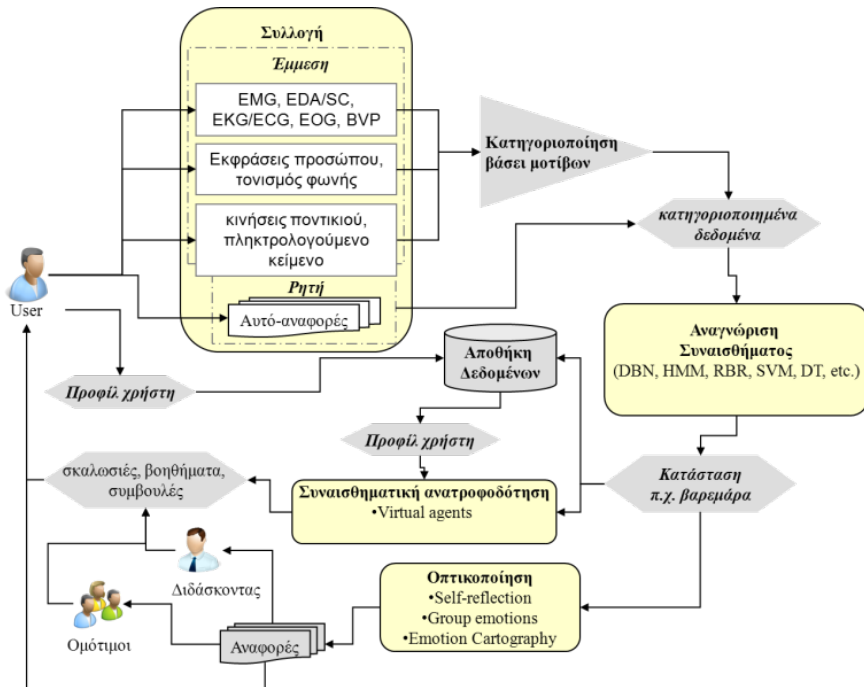 Συλλογή
Έμμεση
EMG, EDA/SC,
EKG/ECG, EOG, BVP
Εκφράσεις προσώπου,
τονισμός φωνής
κινήσεις ποντικιού,
πληκτρολογούμενο
κείμενο
Ρητή
Αυτό-αναφορές
Κατηγοριοποίηση
βάσει μοτίβων
κατηγοριοποιημένα
δεδομένα
User
Αναγνώριση
Συναισθήματος
(DBN, HMM, RBR, SVM, DT, etc.)
Προφίλ χρήστη
Αποθήκη
Δεδομένων
Προφίλ χρήστη
Κατάσταση
π.χ. βαρεμάρα
σκαλωσιές, βοηθήματα,
συμβουλές
Συναισθηματική ανατροφοδότηση
•Virtual agents
Διδάσκοντας
Ομότιμοι
Οπτικοποίηση
•Self-reflection
•Group emotions
•Emotion Cartography
Αναφορές